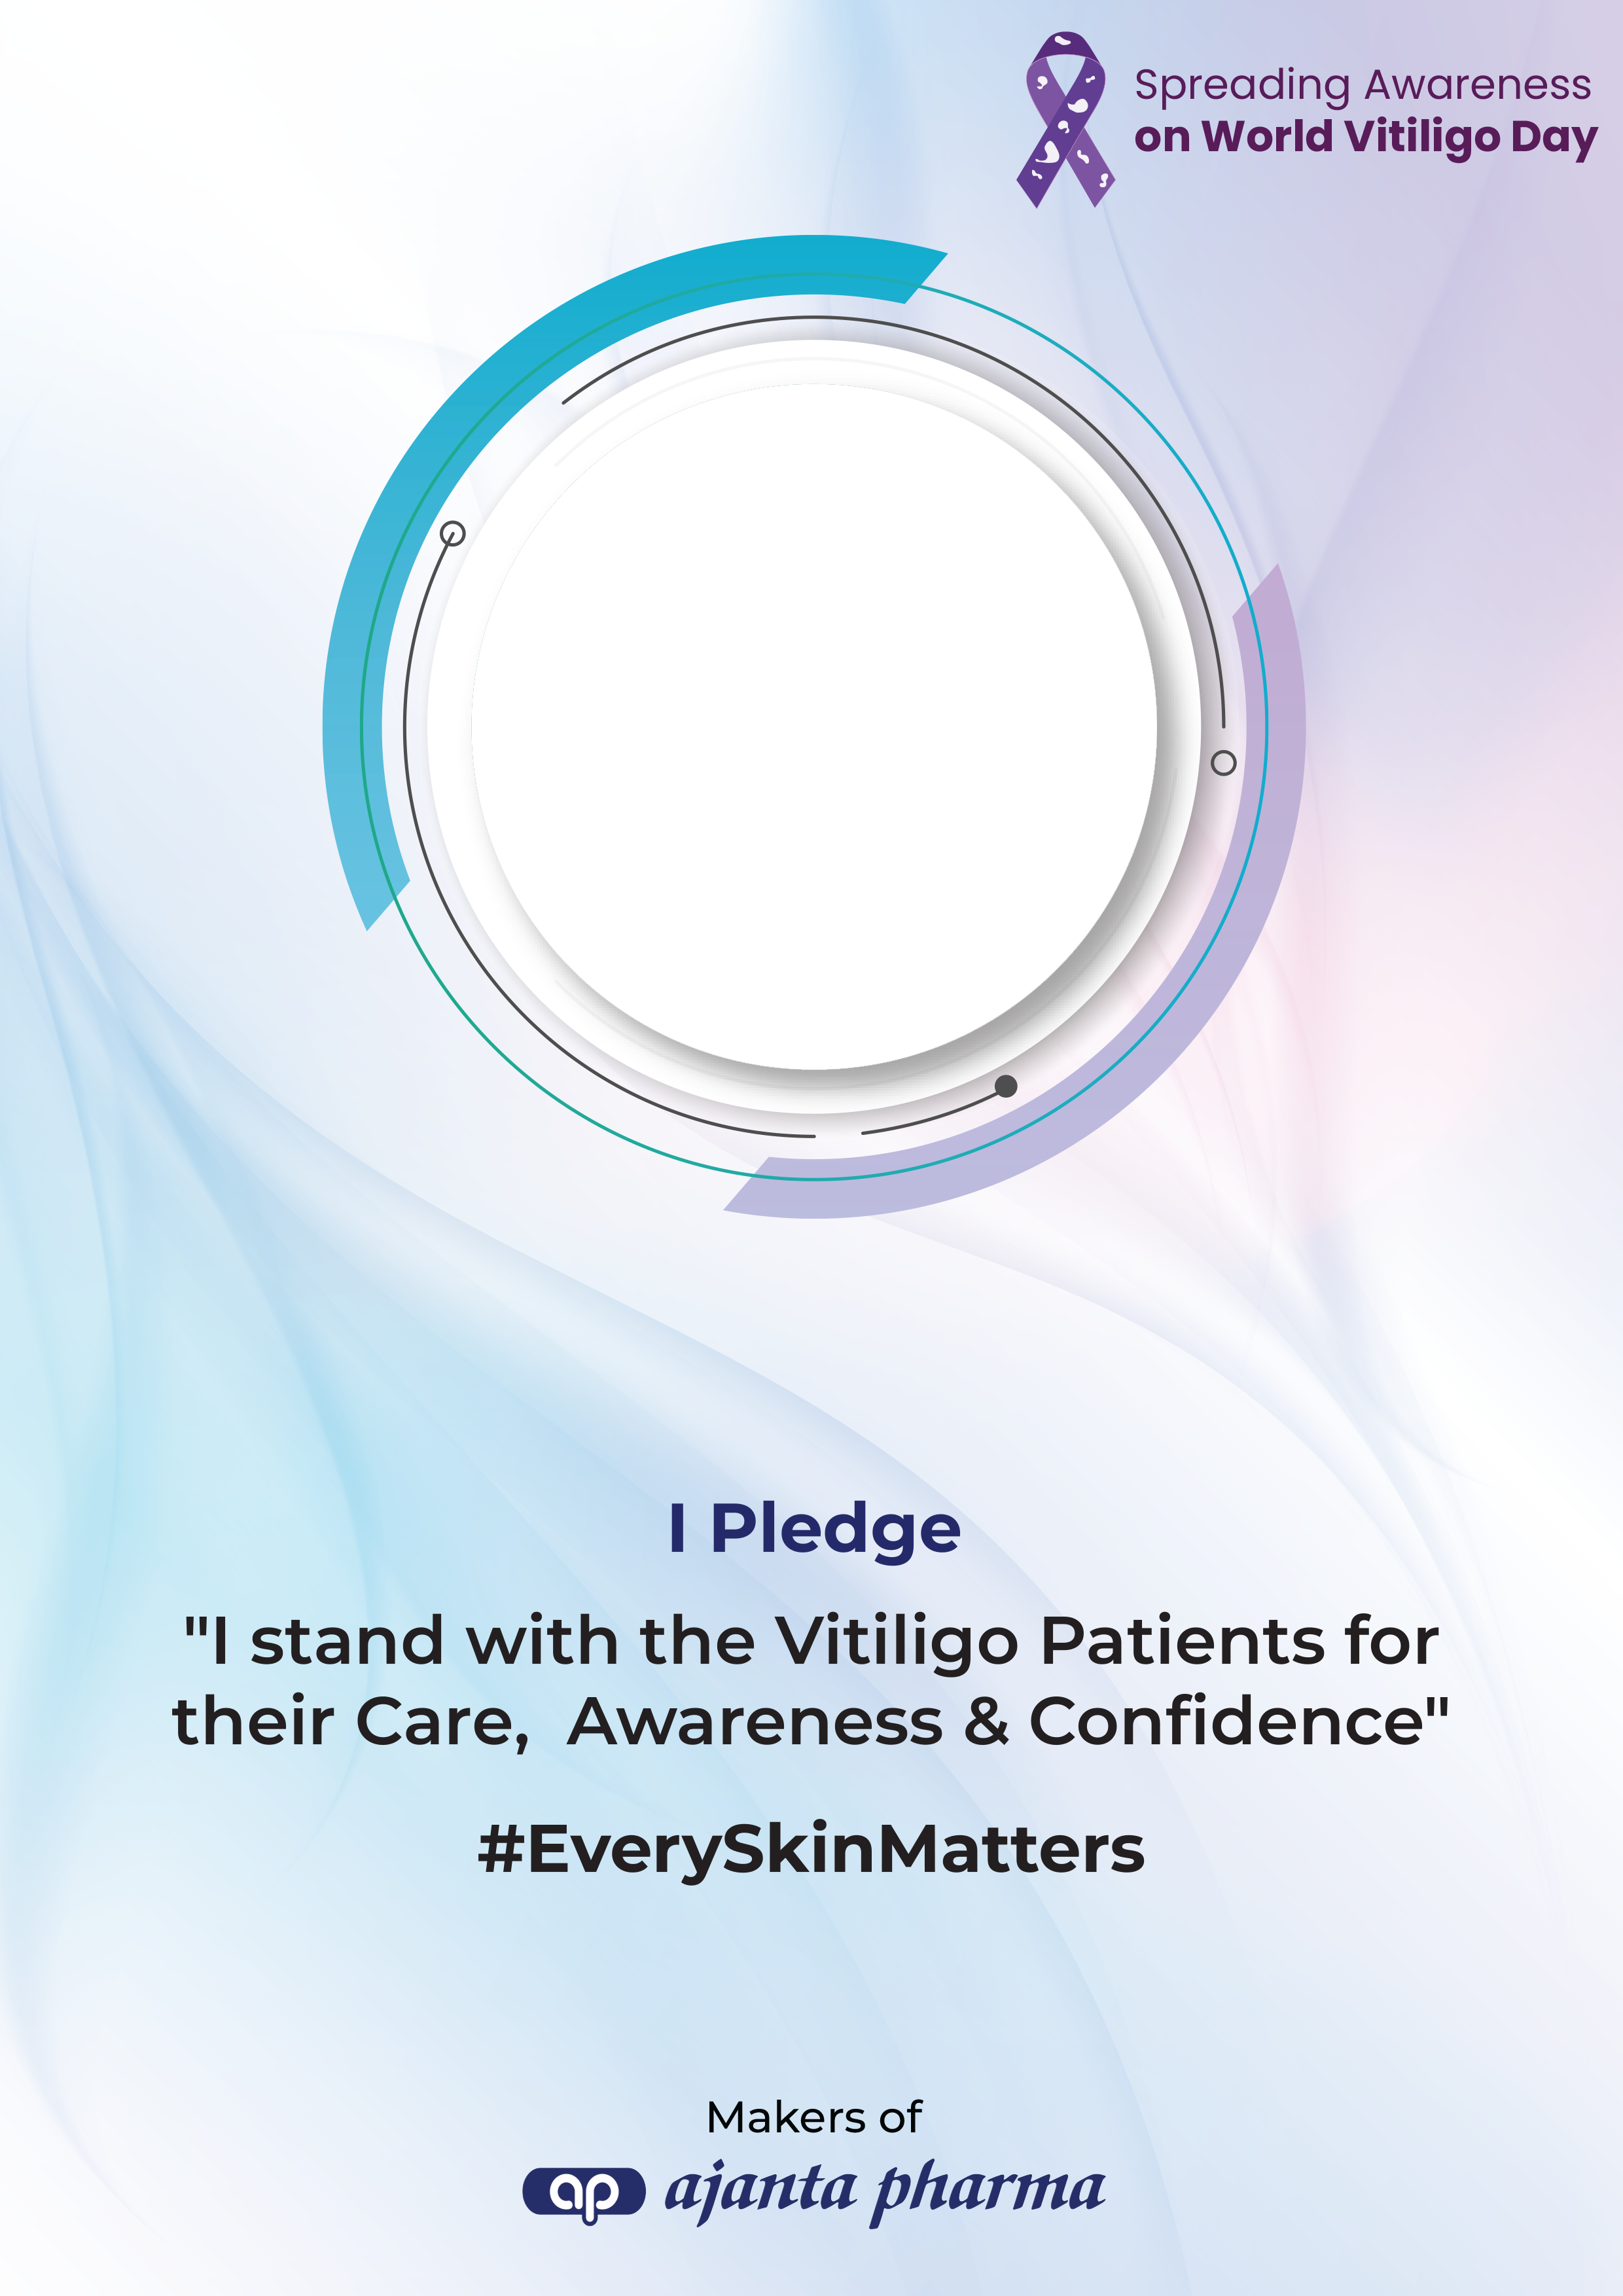 Spreading Awareness
on World Vitiligo Day
I Pledge
"I stand with the Vitiligo Patients for
their Care,  Awareness & Confidence"
#EverySkinMatters
Makers of
ap ajanta pharma